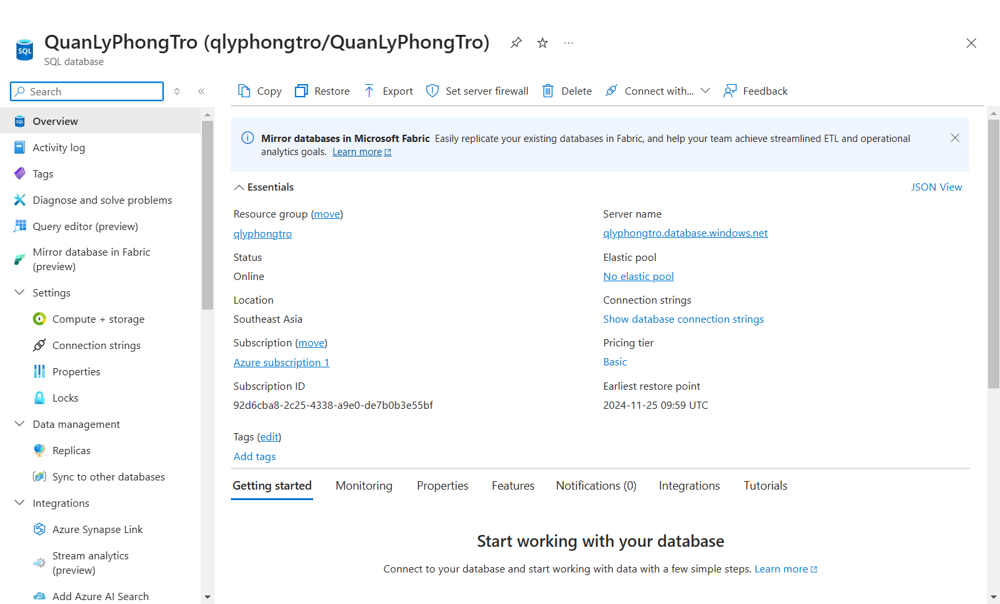 QuanLyPhongTro (qlyphongtro/QuanLyPhongTro)
SQL database
Search
Copy
Restore
Export
Set server firewall
Delete
Connect with...
Feedback
Overview
Activity log
Tags
Diagnose and solve problems
Query editor (preview)
Mirror database in Fabric
(preview)
Settings
Compute + storage
Connection strings
Properties
Locks
Data management
Replicas
Sync to other databases
Integrations
Azure Synapse Link
Stream analytics
(preview)
Add Azure AI Search
Mirror databases in Microsoft Fabric Easily replicate your existing databases in Fabric, and help your team achieve streamlined ETL and operational
analytics goals. Learn more
Essentials
JSON View
Resource group (move)
qlyphongtro
Status
Online
Location
Southeast Asia
Subscription (move)
Azure subscription 1
Subscription ID
92d6cba8-2c25-4338-a9e0-de7b0b3e55bf
Server name
qlyphongtro.database.windows.net
Elastic pool
No elastic pool
Connection strings
Show database connection strings
Pricing tier
Basic
Earliest restore point
2024-11-25 09:59 UTC
Tags (edit)
Add tags
Getting started
Monitoring
Properties
Features
Notifications (0)
Integrations
Tutorials
Start working with your database
Connect to your database and start working with data with a few simple steps. Learn more